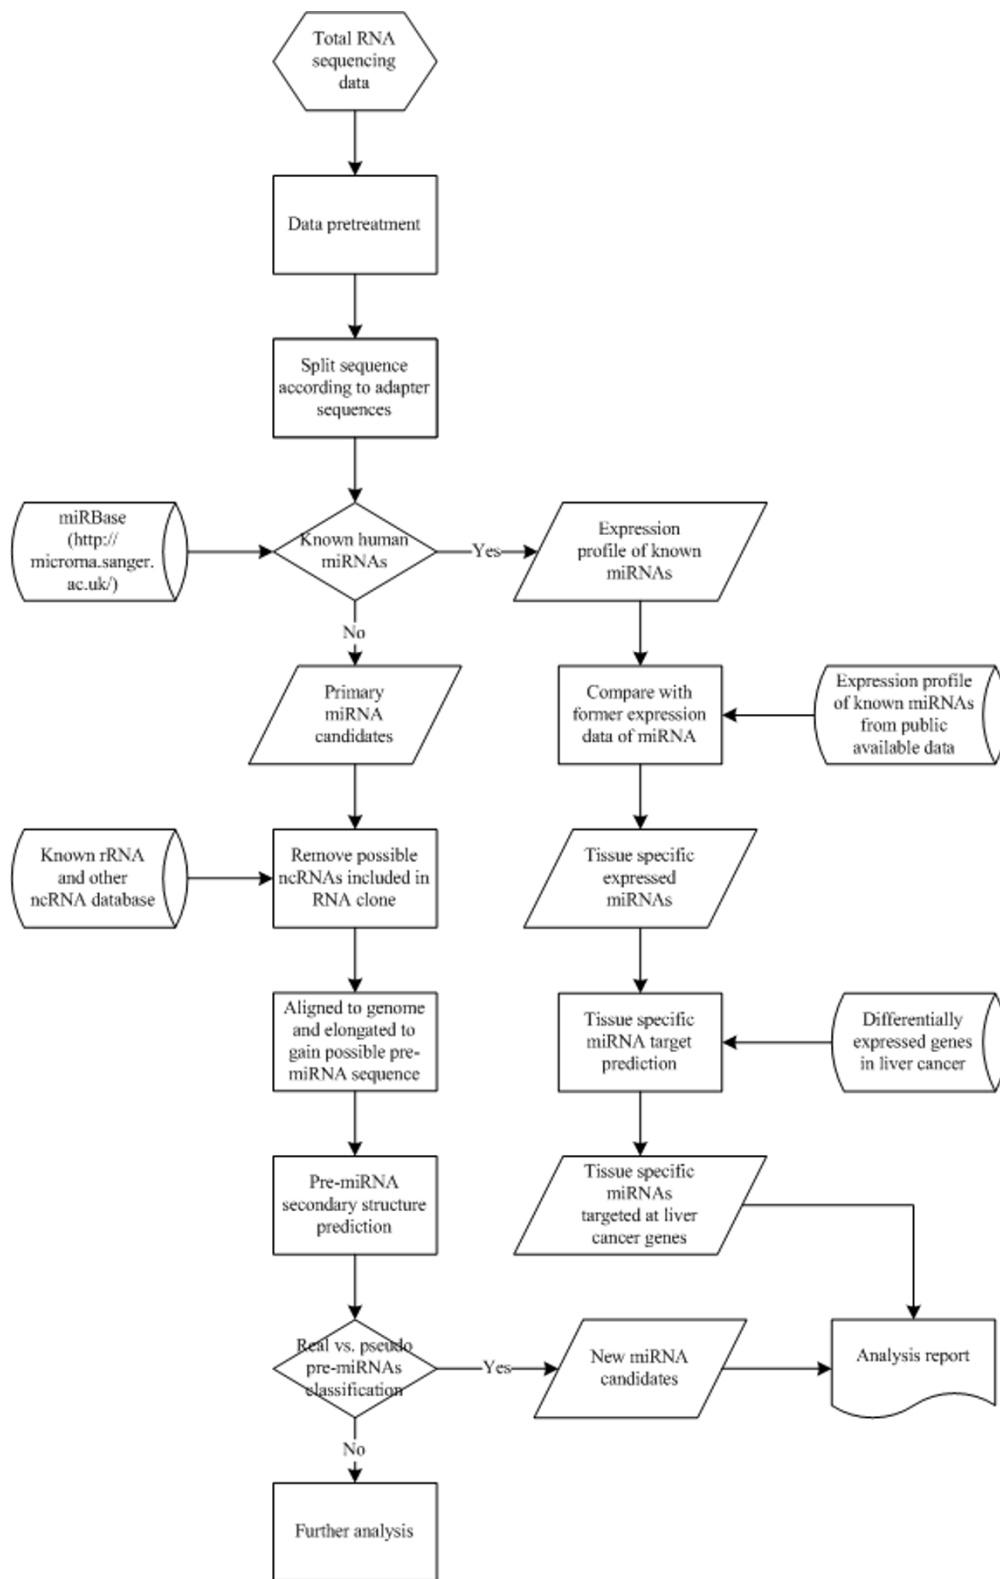 Total RNA
sequencing
data
Data pretreatment
Split sequence
according to adapter
sequences
miRBase
(http://
microrna.sanger.
ac.uk/)
Known human
miRNAs
Yes
Expression
profile of known
miRNAs
No
Primary
miRNA
candidates
Compare with
former expression
data of miRNA
Expression profile
of known miRNAs
from public
available data
Known rRNA
and other
ncRNA database
Remove possible
ncRNAs included in
RNA clone
Tissue specific
expressed
miRNAs
Aligned to genome
and elongated to
gain possible pre-
miRNA sequence
Tissue specific
miRNA target
prediction
Differentially
expressed genes
in liver cancer
Pre-miRNA
secondary structure
prediction
Tissue specific
miRNAs
targeted at liver
cancer genes
Real vs. pseudo
pre-miRNAs
classification
Yes
New miRNA
candidates
Analysis report
No
Further analysis